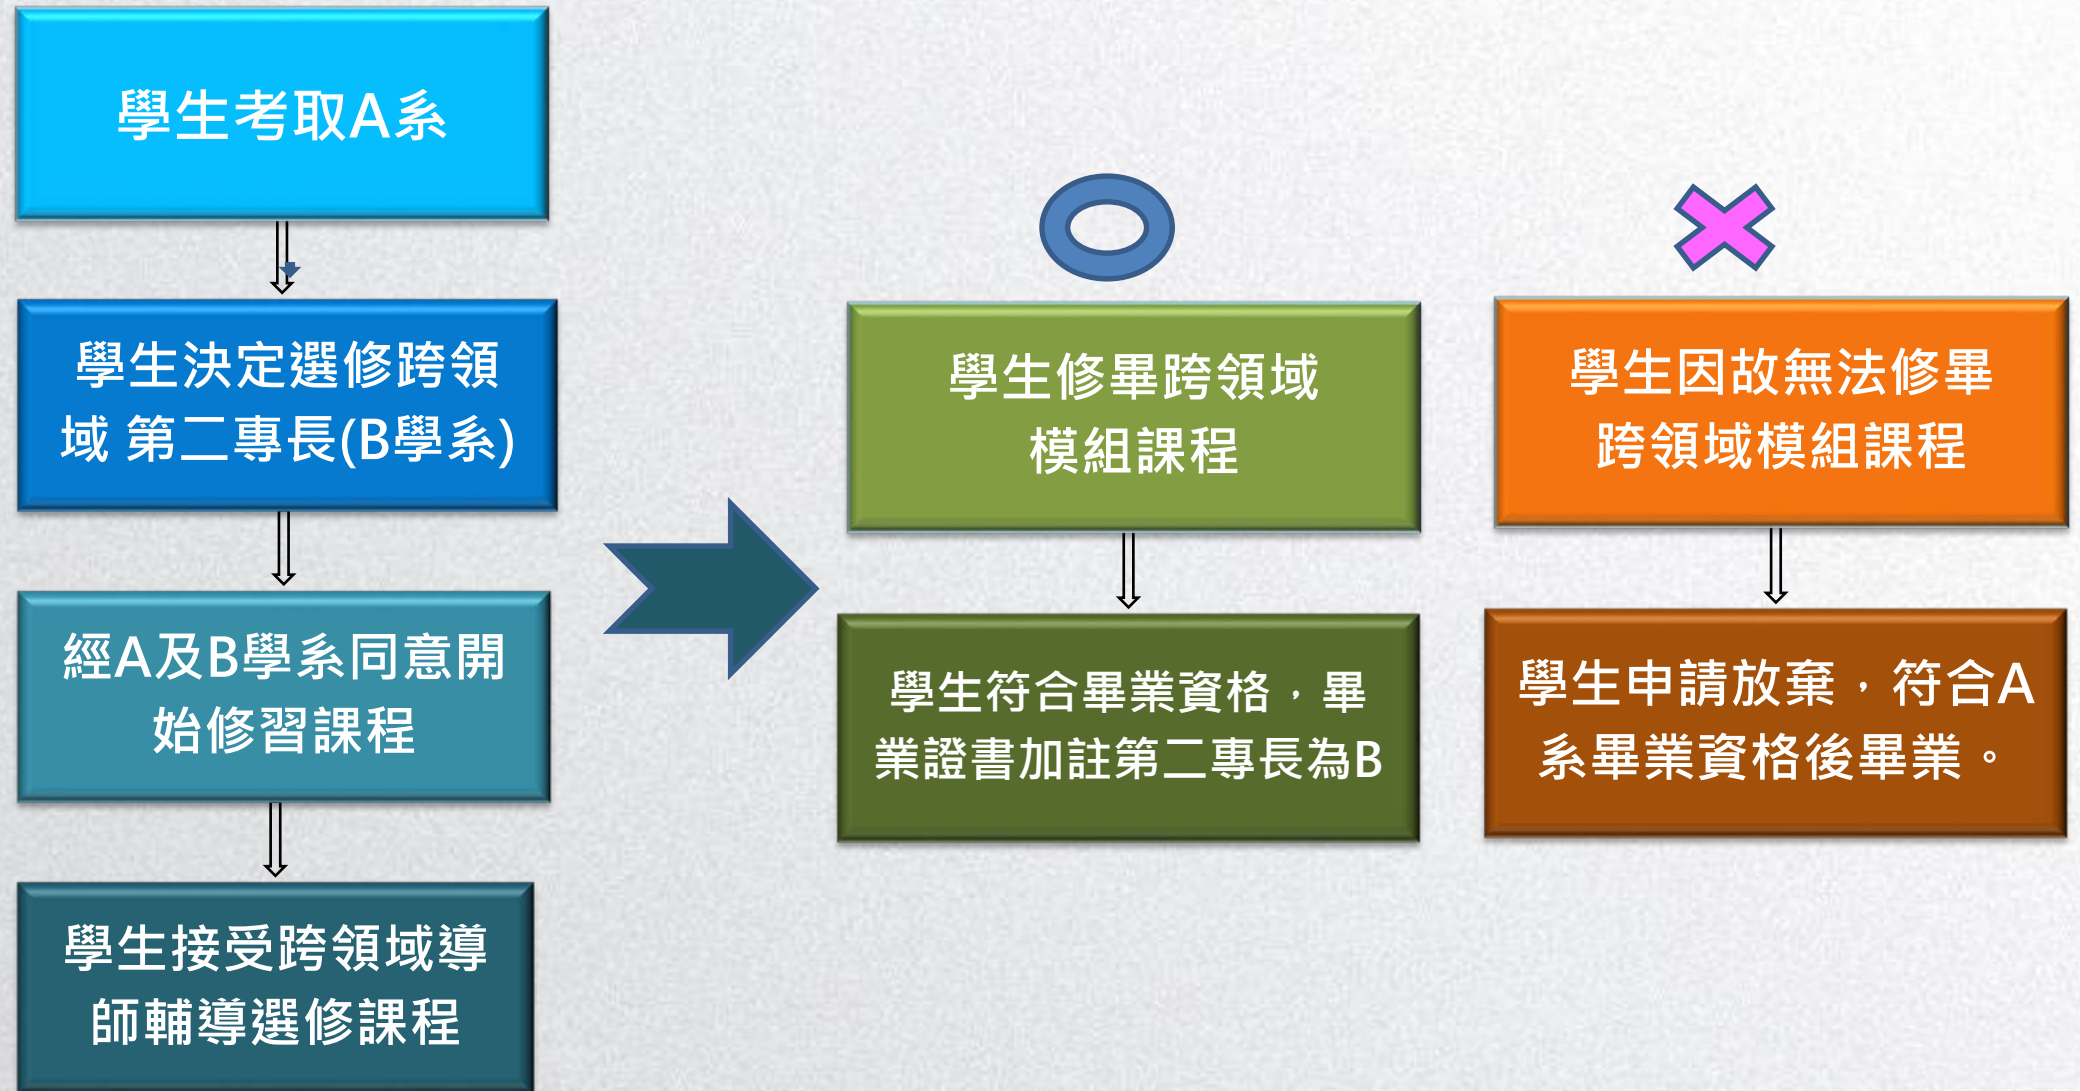 學生考取A系
學生決定選修跨領
域 第二專長(B學系)
經A及B學系同意開
始修習課程
學生接受跨領域導
師輔導選修課程
學生修畢跨領域
模組課程
學生符合畢業資格，畢
業證書加註第二專長為B
學生因故無法修畢
跨領域模組課程
學生申請放棄，符合A
系畢業資格後畢業。